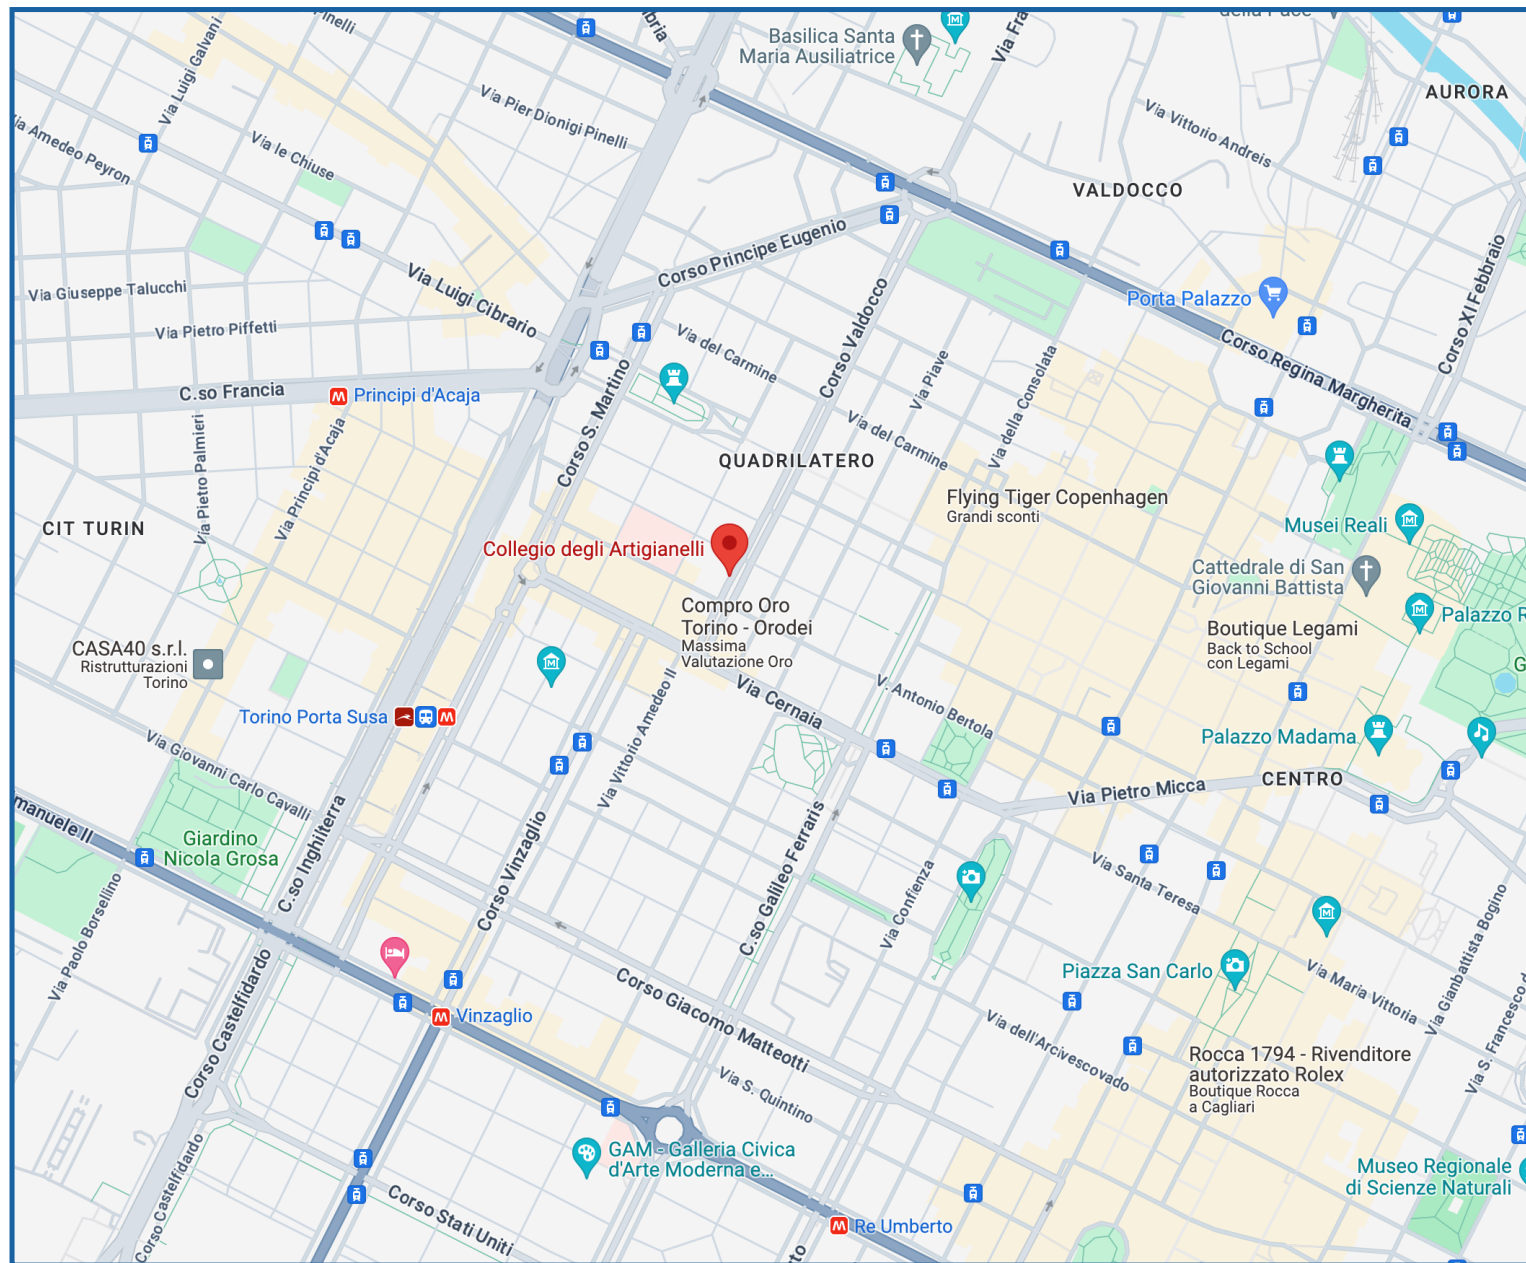 Basilica Santa
Maria Ausiliatrice
Via Fra
AURORA
Via Luigi Galvani
Via Pier Dionigi Pinelli
Via Vittorio Andreis
Via le Chiuse
Via Amedeo Peyron
VALDOCCO
Corso Principe Eugenio
Corso XI Febbraio
Via Luigi Cibrario
Via Giuseppe Talucchi
Porta Palazzo
Via Pietro Piffetti
Via del Carmine
Corso Valdocco
Corso Regina Margherita
Via Piave
Via della Consolata
C.so Francia
Principi d'Acaja
Corso S. Martino
Via del Carmine
QUADRILATERO
Via Pietro Palmieri
Via Principi d'Acaja
Flying Tiger Copenhagen
Grandi sconti
CIT TURIN
Musei Reali
Collegio degli Artigianelli
Cattedrale di San
Giovanni Battista
Compro Oro
Torino - Orodei
Massima
Valutazione Oro
Palazzo R
Boutique Legami
Back to School
con Legami
CASA40 s.r.l.
Ristrutturazioni
Torino
G
Via Cernaia
V. Antonio Bertola
Torino Porta Susa
Via Vittorio Amedeo II
Palazzo Madama
Via Giovanni Carlo Cavalli
CENTRO
Via Pietro Micca
manuele II
Giardino
Nicola Grosa
C.so Inghilterra
Corso Vinzaglio
C.so Galileo Ferraris
Via Confienza
Via Santa Teresa
Via Paolo Borsellino
Via Gianbattista Bogino
Piazza San Carlo
Via Maria Vittoria
Corso Castelfidardo
Vinzaglio
Corso Giacomo Matteotti
Via dell'Arcivescovado
Via S. Francesco d
Rocca 1794 - Rivenditore
autorizzato Rolex
Boutique Rocca
a Cagliari
Via S. Quintino
GAM - Galleria Civica
d'Arte Moderna e...
Museo Regionale
di Scienze Naturali
Corso Castelfidardo
Corso Stati Uniti
Re Umberto